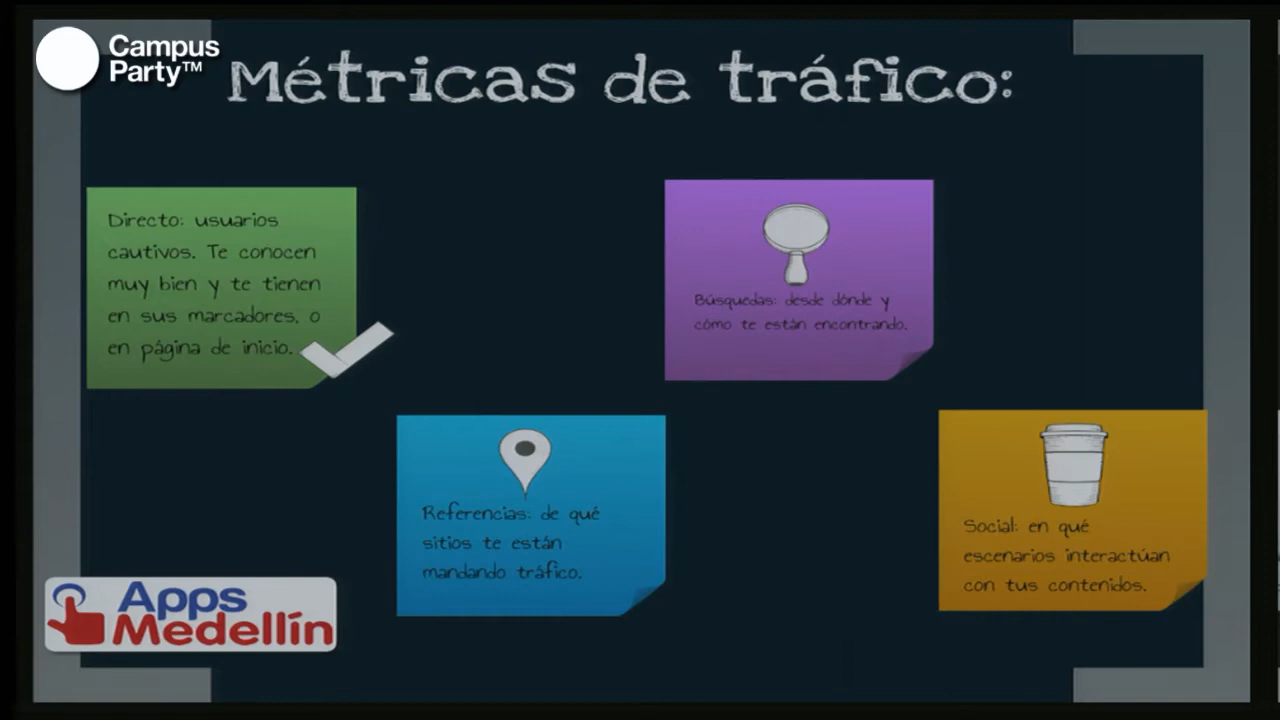 Campus
Party™
Métricas de tráfico:
Directo: usuarios
cautivos. Te conocen
muy bien y te tienen
en sus marcadores, o
en página de inicio.
Búsquedas: desde dónde y
cómo te están encontrando.
Referencias: de qué
sitios te están
mandando tráfico.
Social: en qué
escenarios interactúan
con tus contenidos.
Apps
Medellín